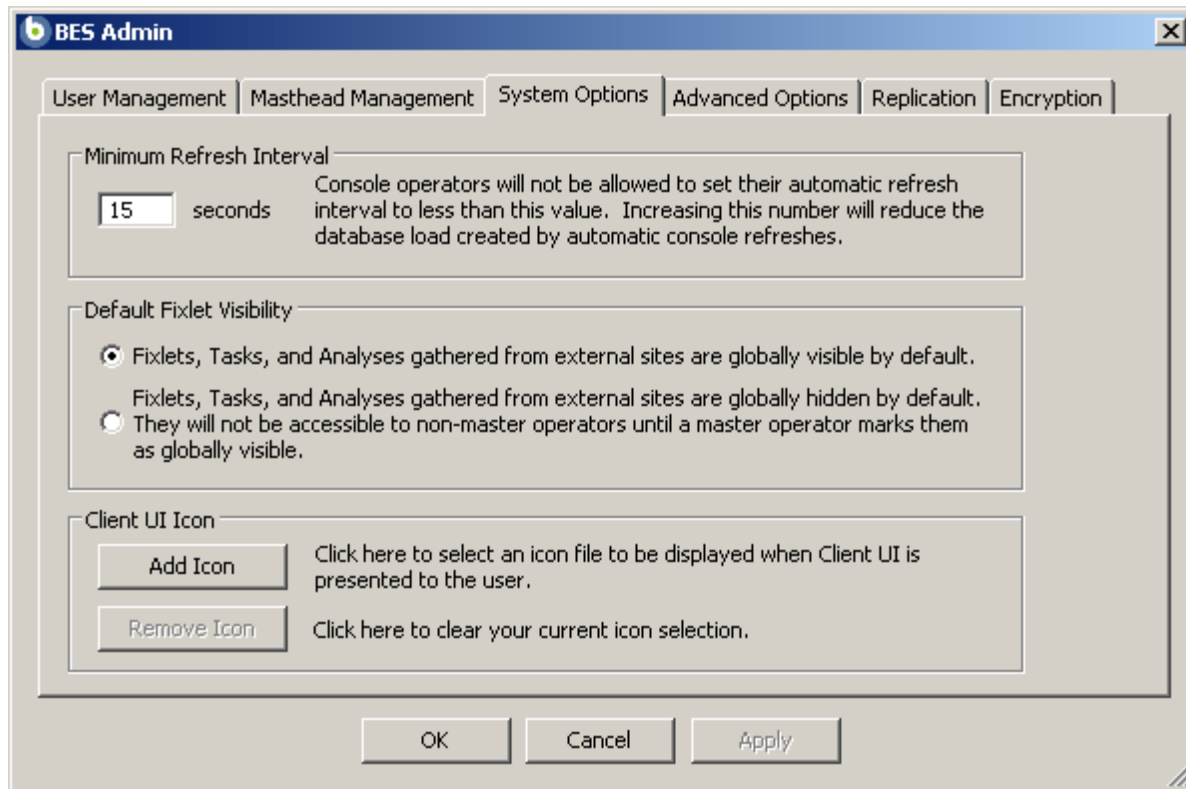 BES Admin
User Management
Masthead Management
System Options
Advanced Options
Replication
Encryption
Minimum Refresh Interval
15
seconds
Console operators will not be allowed to set their automatic refresh
interval to less than this value.  Increasing this number will reduce the
database load created by automatic console refreshes.
Default Fixlet Visibility
Fixlets, Tasks, and Analyses gathered from external sites are globally visible by default.
Fixlets, Tasks, and Analyses gathered from external sites are globally hidden by default.
They will not be accessible to non-master operators until a master operator marks them
as globally visible.
Client UI Icon
Add Icon
Click here to select an icon file to be displayed when Client UI is
presented to the user.
Remove Icon
Click here to clear your current icon selection.
OK
Cancel
Apply